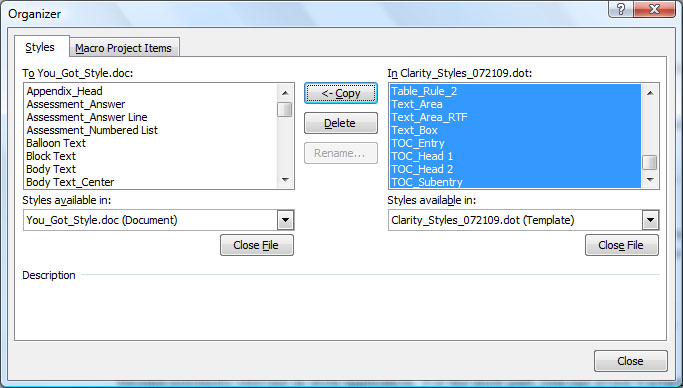 Organizer
Styles
Macro Project Items
To You_Got_Style.doc:
Appendix_Head
Assessment_Answer
Assessment_Answer Line
Assessment_Numbered List
Balloon Text
Block Text
Body Text
Body Text_Center
Styles available in:
You_Got_Style.doc (Document)
Close File
<- Copy
Delete
Rename...
In Clarity_Styles_072109.dot:
Table_Rule_2
Text_Area
Text_Area_RTF
Text_Box
TOC_Entry
TOC_Head 1
TOC_Head 2
TOC_Subentry
Styles available in:
Clarity_Styles_072109.dot (Template)
Close File
Description
Close